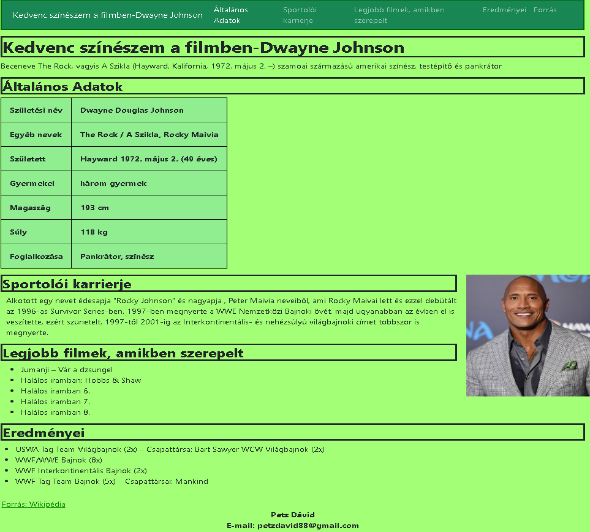 Kedvenc színészem a filmben-Dwayne Johnson
Általános Adatok
Sportolói karrierje
Legjobb filmek, amikben szerepelt
Eredményei
Forrás
Kedvenc színészem a filmben-Dwayne Johnson
Beceneve The Rock, vagyis A Szikla (Hayward, Kalifornia, 1972. május 2. –) szamoai származású amerikai színész, testépítő és pankrátor
Általános Adatok
Születési név Dwayne Douglas Johnson
Egyéb nevek The Rock / A Szikla, Rocky Maivia
Született Hayward 1972. május 2. (49 éves)
Gyermekei három gyermek
Magasság 193 cm
Súly 118 kg
Foglalkozása Pankrátor, színész
Sportolói karrierje
Alkotott egy nevet édesapja "Rocky Johnson" és nagyapja , Peter Maivia neveiből, ami Rocky Maivai lett és ezzel debütált
az 1996-as Survivor Series-ben. 1997-ben megnyerte a WWE Nemzetközi Bajnoki övét, majd ugyanabban az évben el is
veszítette, ezért szünetelt. 1997-től 2001-ig az Interkontinentális- és nehézsúlyú világbajnoki címet többször is
megnyerte.
Legjobb filmek, amikben szerepelt
Jumanji – Vár a dzsungel
Halálos iramban: Hobbs & Shaw
Halálos iramban 6.
Halálos iramban 7.
Halálos iramban 8.
Eredményei
USWA Tag Team Világbajnok (2x) – Csapattársa: Bart Sawyer WCW Világbajnok (2x)
WWF/WWE Bajnok (8x)
WWF Interkontinentális Bajnok (2x)
WWF Tag Team Bajnok (5x) – Csapattársai: Mankind
Forrás: Wikipédia
Petz Dávid
E-mail: petzdavid88@gmail.com